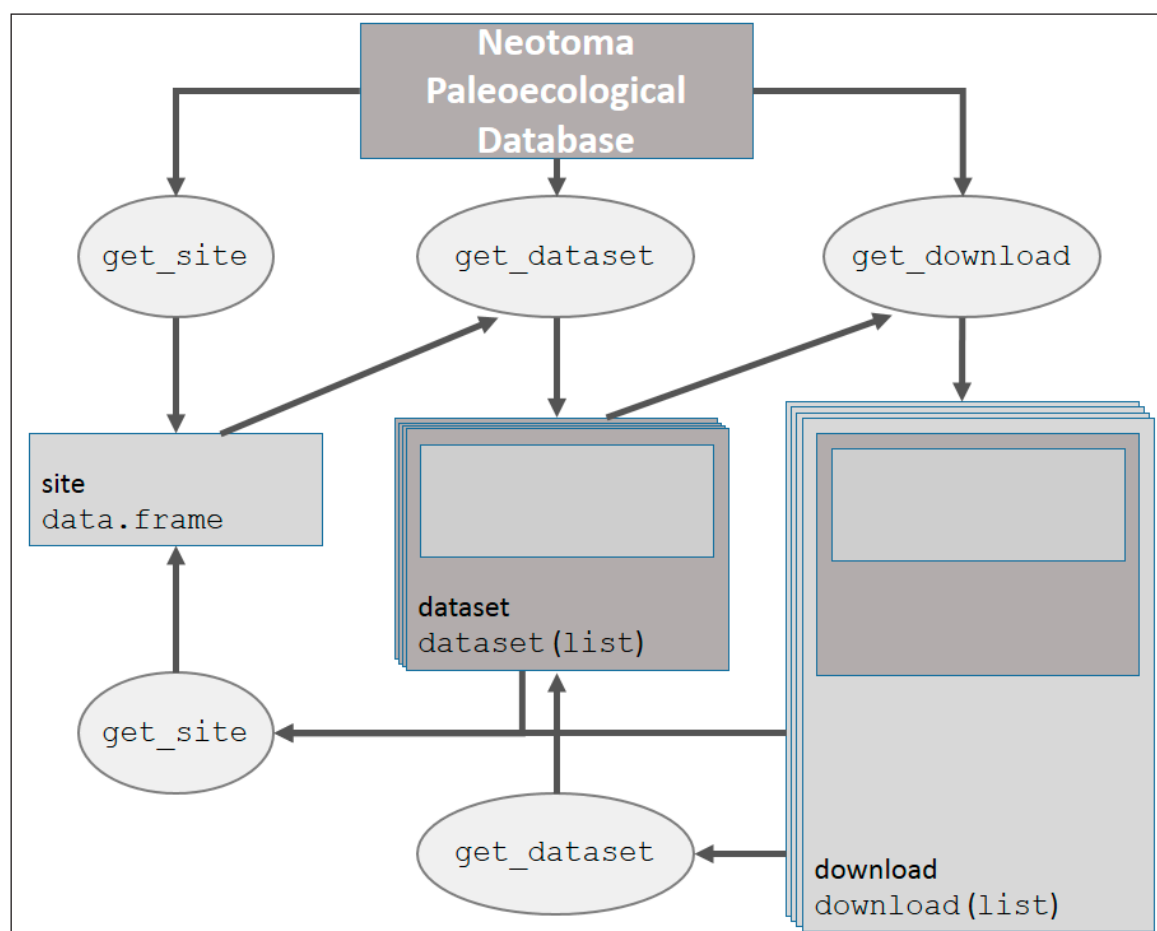 Neotoma
Paleoecological
Database
get_site
get_dataset
get_download
site
data.frame
dataset
dataset (list)
get_site
get_dataset
download
download (list)